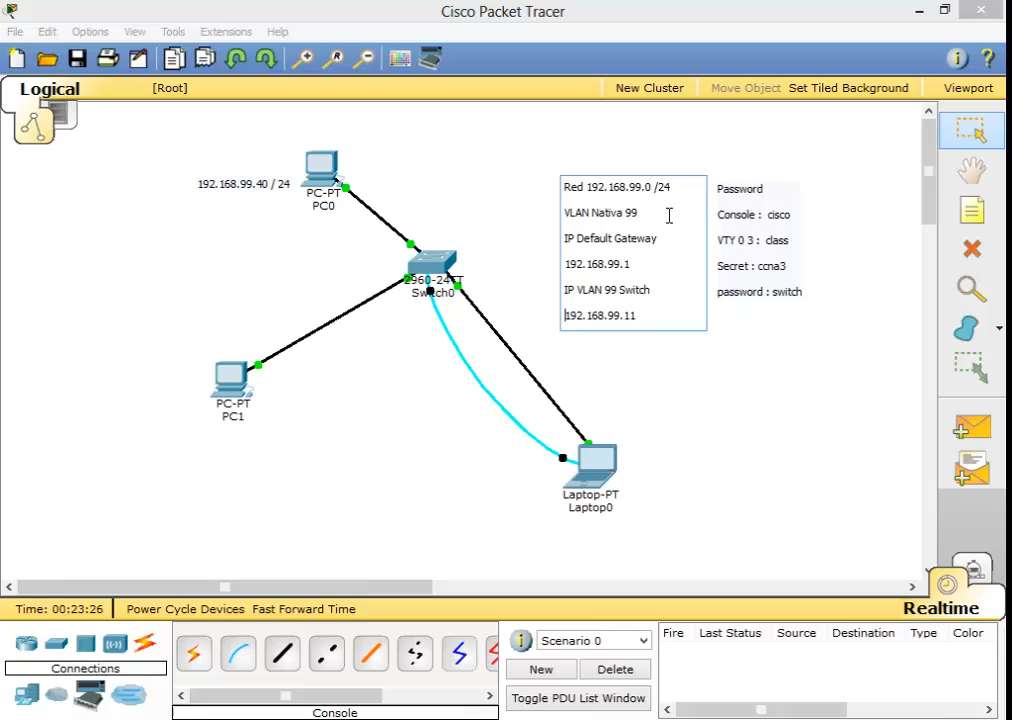 Cisco Packet Tracer
File Edit Options View Tools Extensions Help
Logical
[Root]
New Cluster
Move Object
Set Tiled Background
Viewport
192.168.99.40 / 24
PC-PT
PC0
2960-24TT
Switch0
PC-PT
PC1
Laptop-PT
Laptop0
Red 192.168.99.0 /24
VLAN Nativa 99
IP Default Gateway
192.168.99.1
IP VLAN 99 Switch
192.168.99.11
Password
Console : cisco
VTY 0 3 : class
Secret : ccna3
password : switch
Time: 00:23:26
Power Cycle Devices Fast Forward Time
Realtime
Connections
Console
Scenario 0
New
Delete
Toggle PDU List Window
Fire Last Status Source Destination Type Color